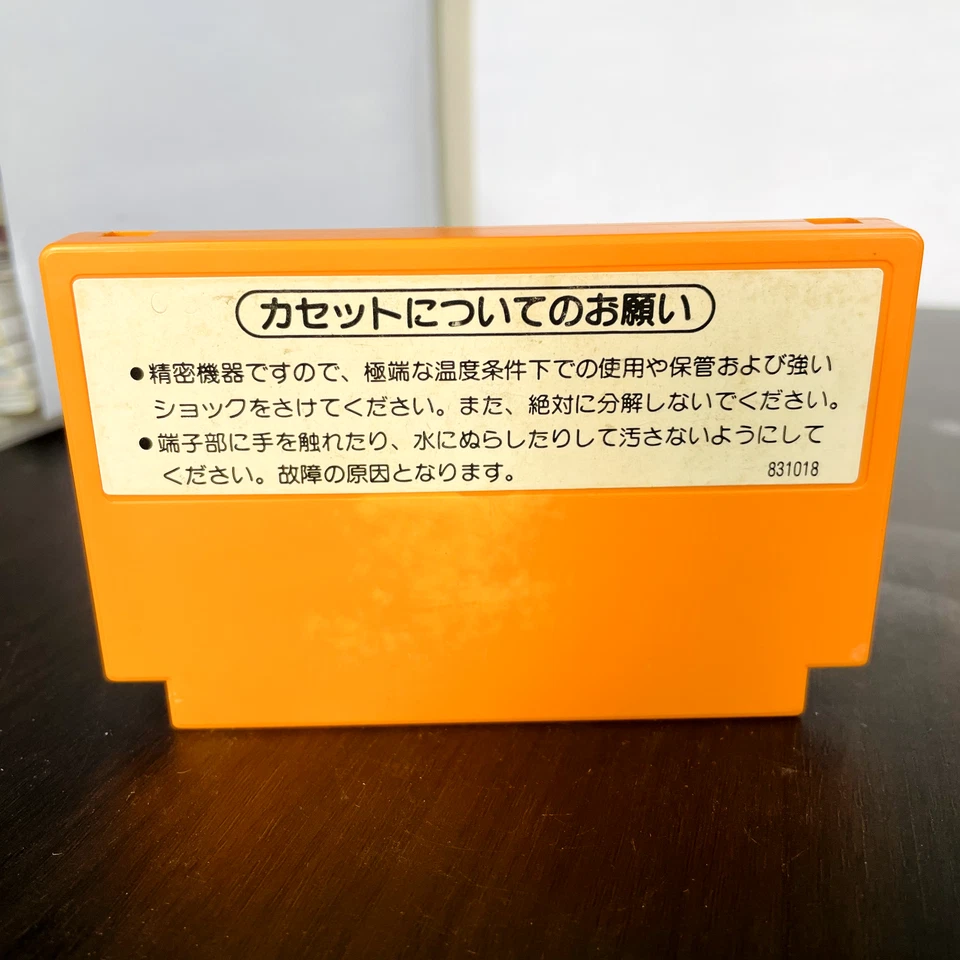 カセットについてのお願い
●精密機器ですので、極端な温度条件下での使用や保管および強い
ショックをさけてください。また、絶対に分解しないでください。
●端子部に手を触れたり、水にぬらしたりして汚さないようにして
ください。故障の原因となります。 831018